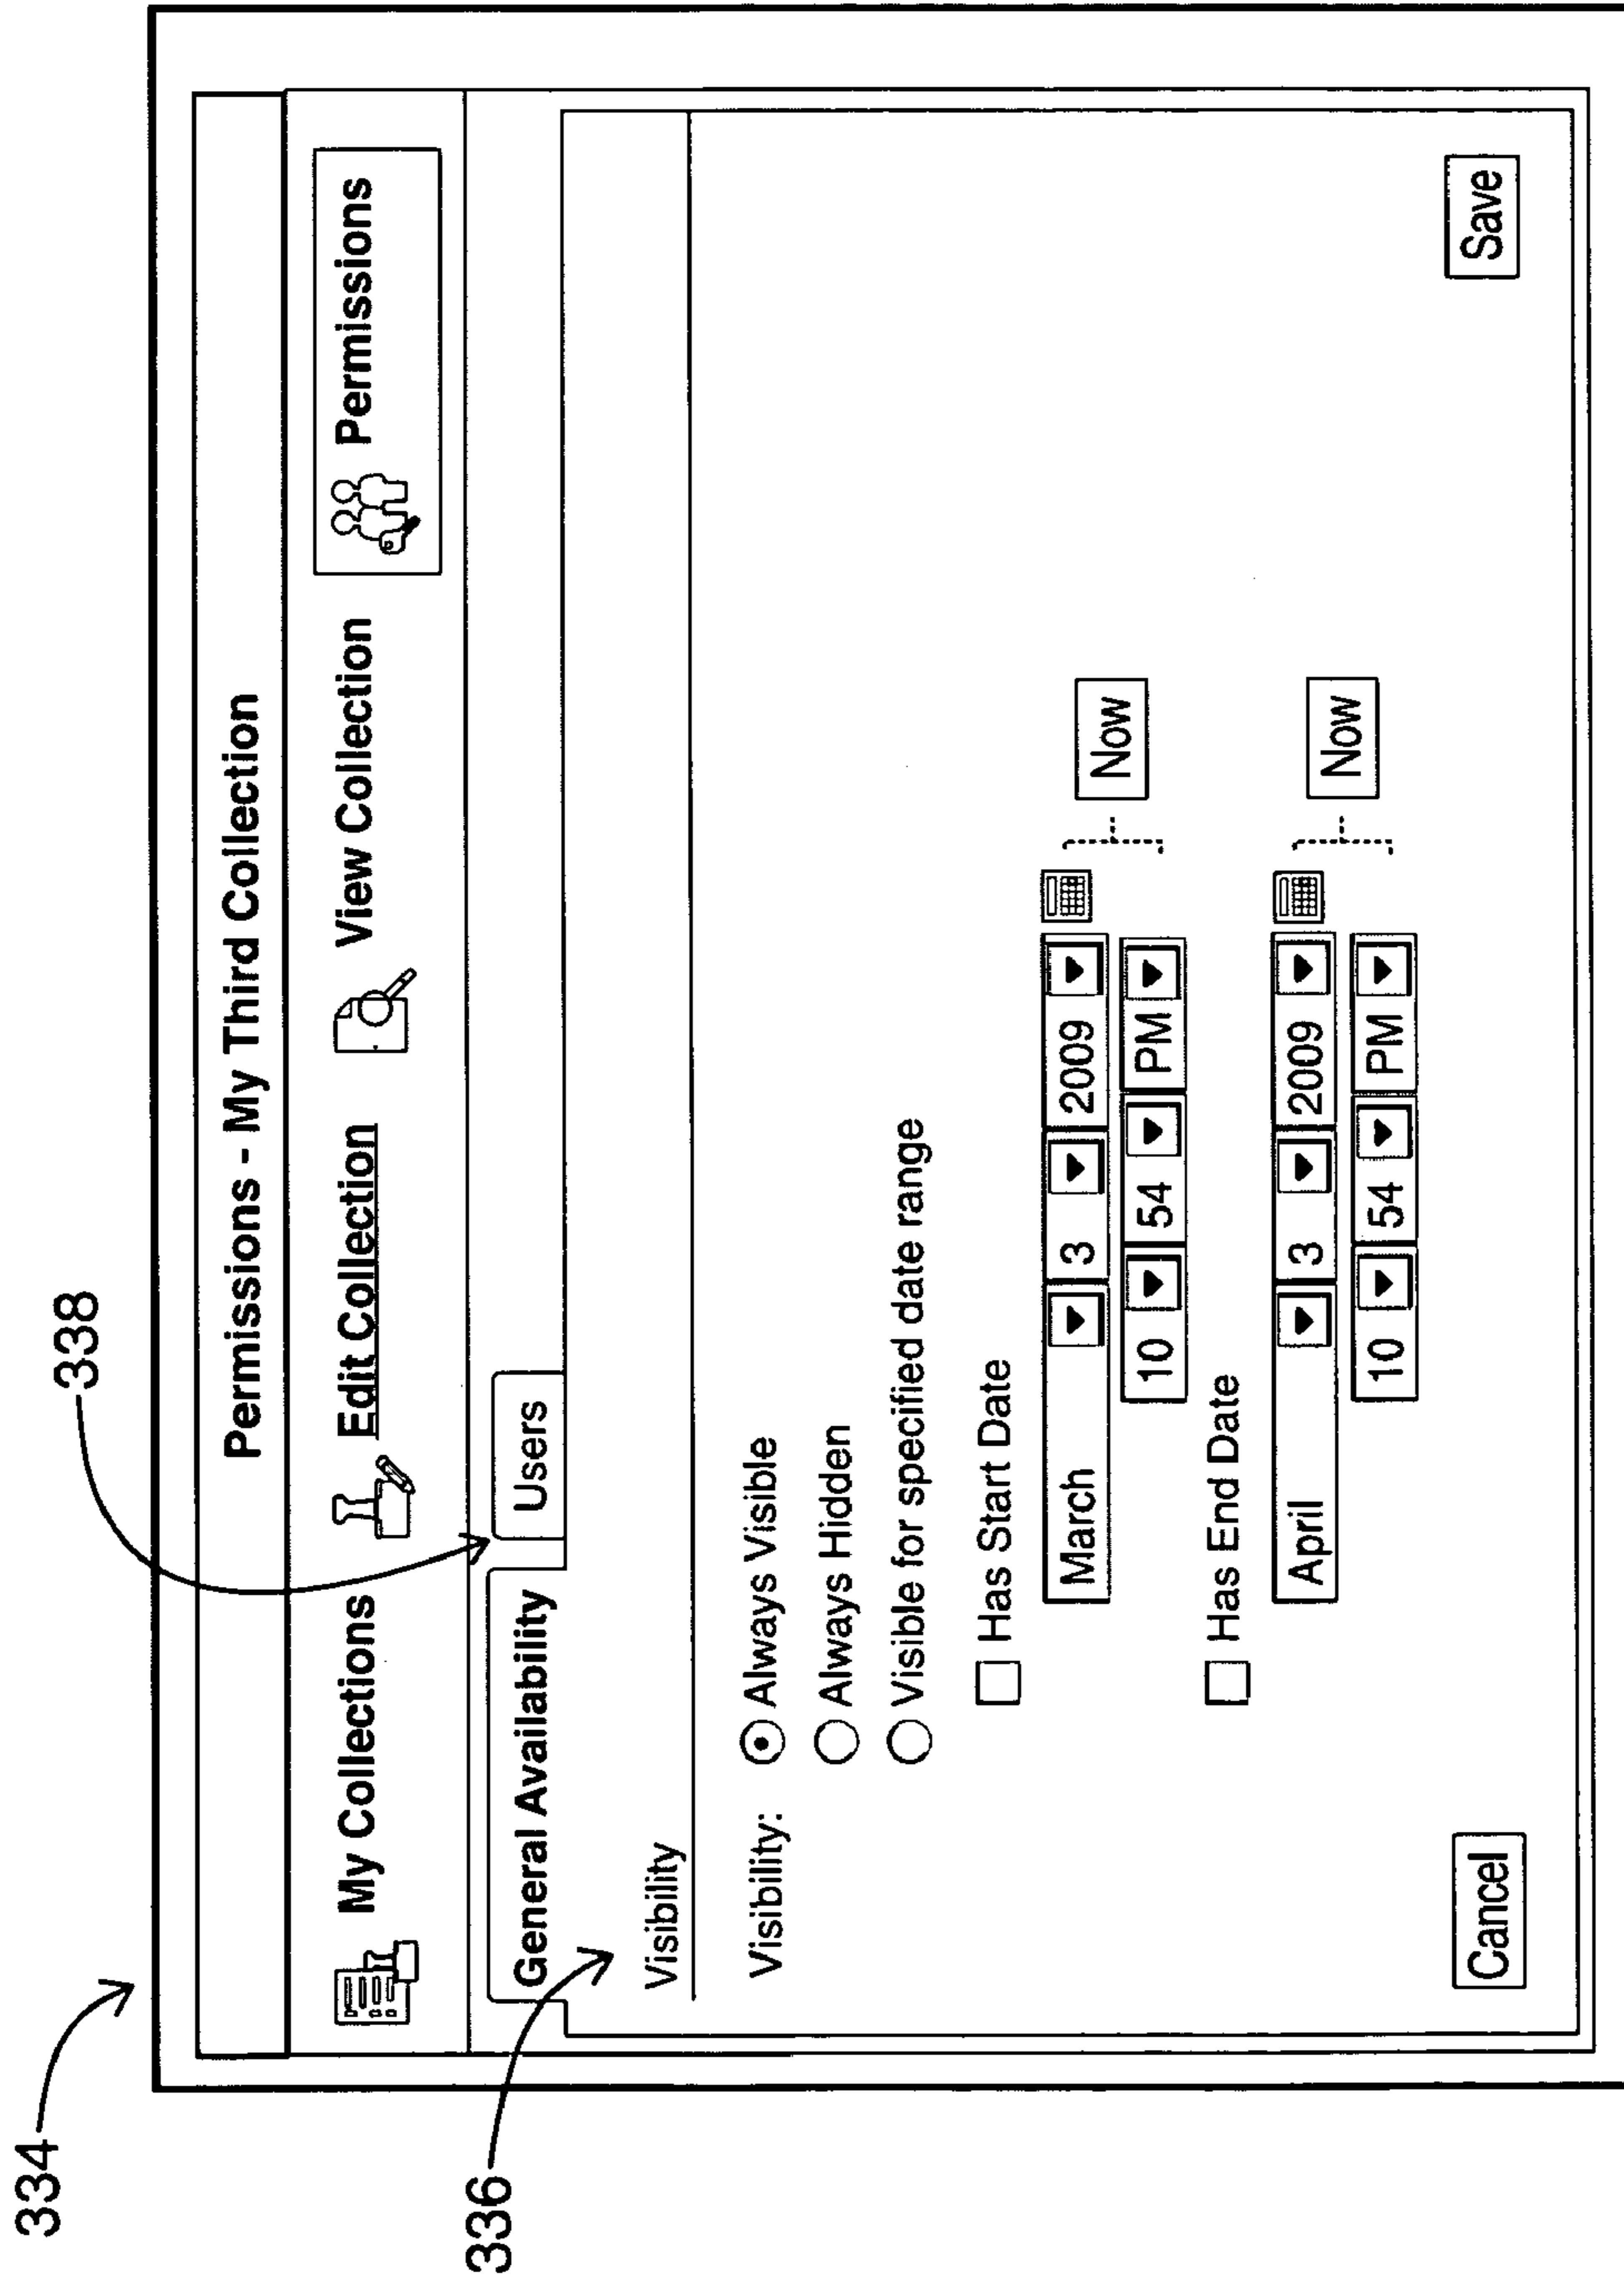 334
338
336
Permissions - My Third Collection
My Collections Edit Collection View Collection Permissions
General Availability Users
Visibility
Visibility: Always Visible
Always Hidden
Visible for specified date range
Has Start Date
March 3 2009
10 54 PM
Now
Has End Date
April 3 2009
10 54 PM
Now
Cancel Save